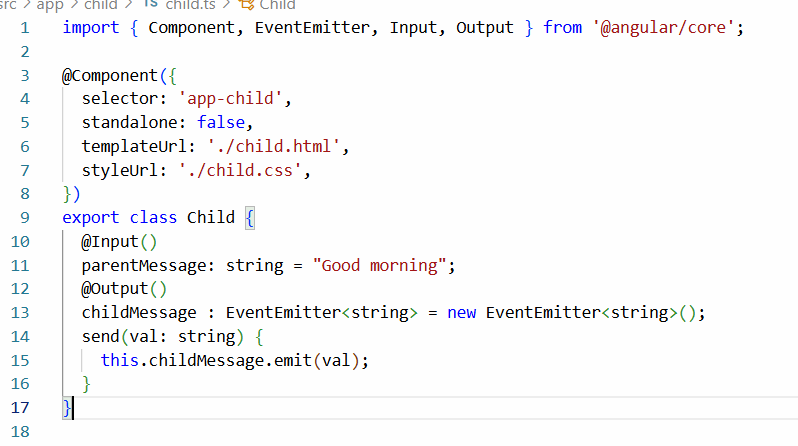 src > app > child > TS child.ts > Child
1 import { Component, EventEmitter, Input, Output } from '@angular/core';
2
3 @Component({
4   selector: 'app-child',
5   standalone: false,
6   templateUrl: './child.html',
7   styleUrl: './child.css',
8 })
9 export class Child {
10   @Input()
11   parentMessage: string = "Good morning";
12   @Output()
13   childMessage : EventEmitter<string> = new EventEmitter<string>();
14   send(val: string) {
15     this.childMessage.emit(val);
16   }
17 }
18